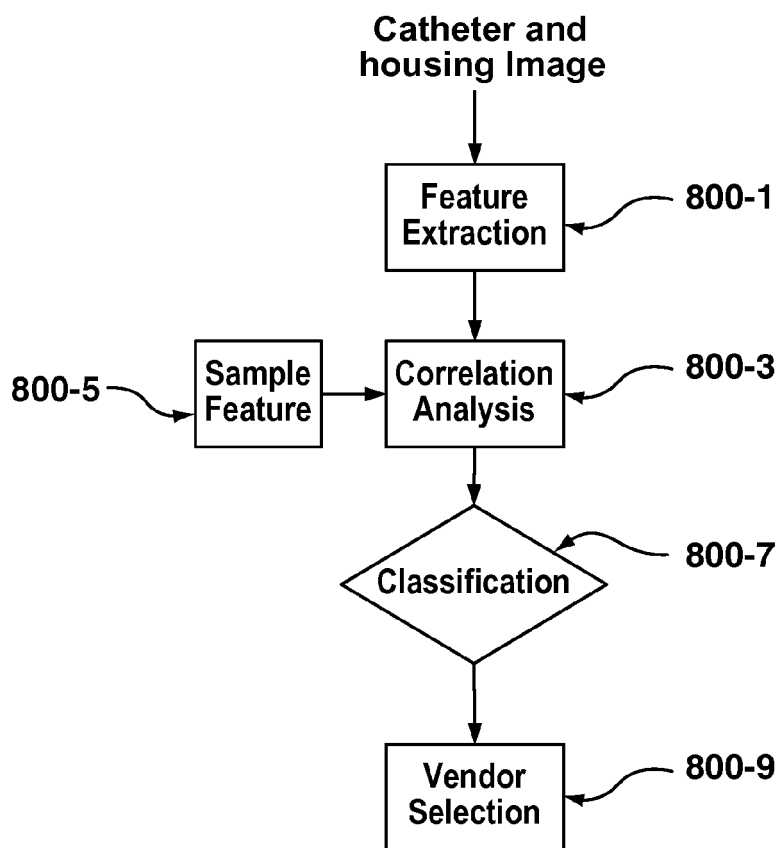 Catheter and
housing Image
Feature
Extraction
800-1
800-5
Sample
Feature
Correlation
Analysis
800-3
Classification
800-7
Vendor
Selection
800-9